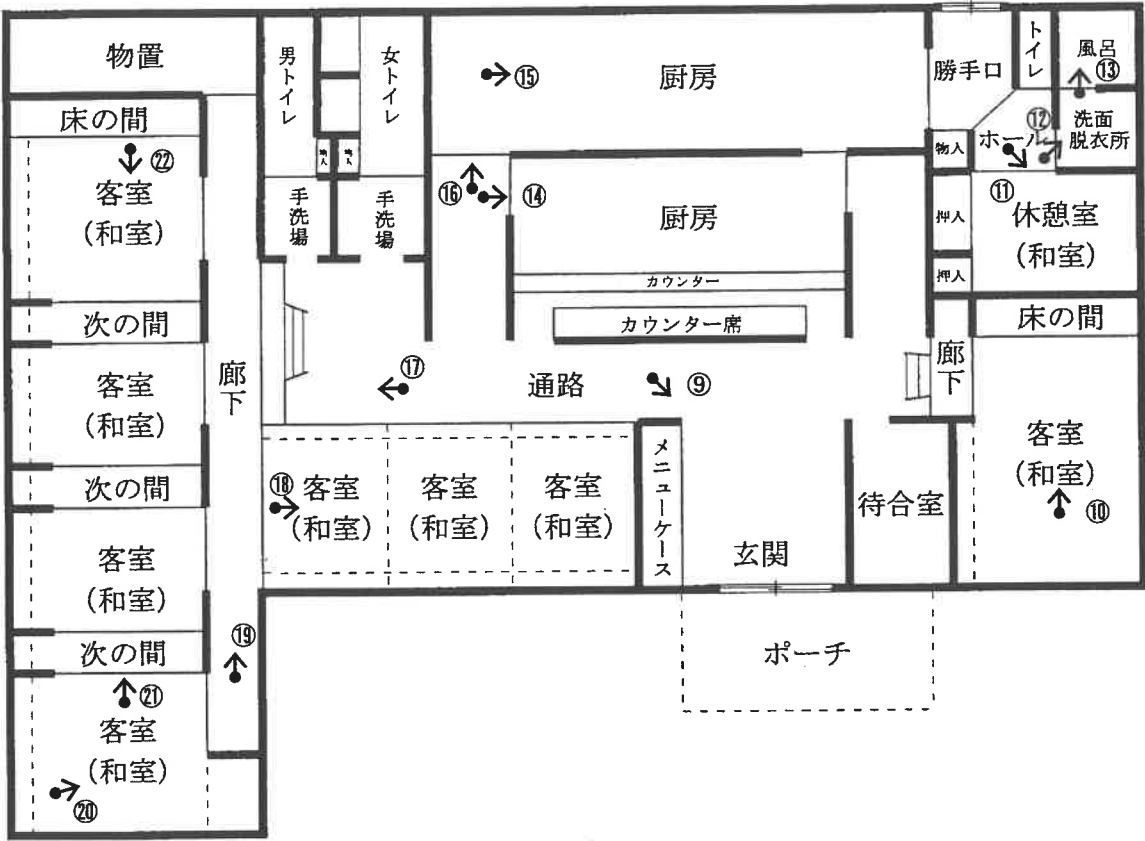 物置
男トイレ
女トイレ
⑮
厨房
勝手口
トイレ
風呂
⑬
床の間
㉒
客室
(和室)
物入
物入
⑯
⑭
厨房
物入
ホール
⑫
洗面
脱衣所
⑪
手洗場
手洗場
押入
休憩室
(和室)
カウンター
押入
次の間
カウンター席
床の間
廊下
客室
(和室)
廊下
⑰
通路
⑨
客室
(和室)
⑩
次の間
⑱
客室
(和室)
客室
(和室)
客室
(和室)
メニューケース
待合室
玄関
客室
(和室)
⑲
次の間
ポーチ
㉑
客室
(和室)
⑳